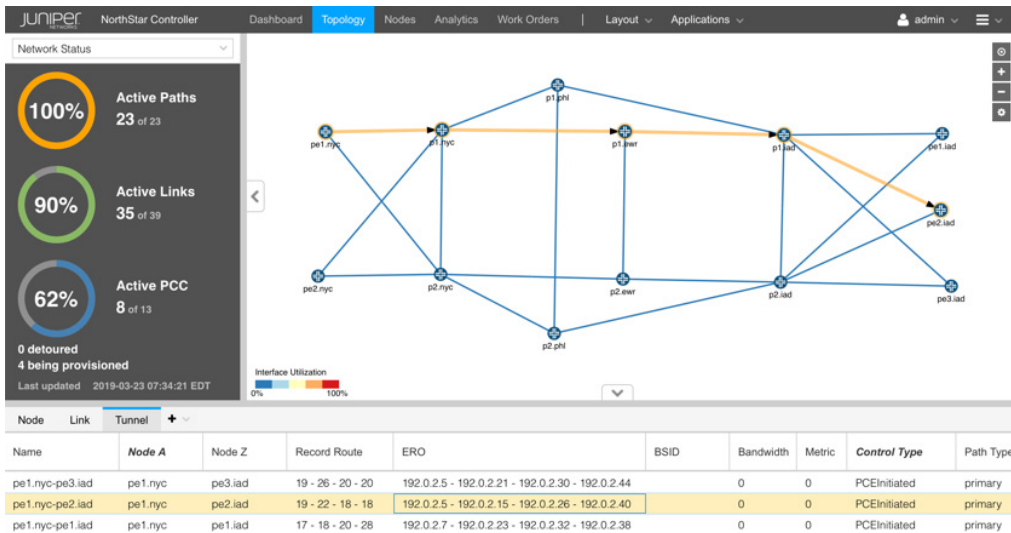 JUNIPEr
NETWORKS
NorthStar Controller
Dashboard
Topology
Nodes
Analytics
Work Orders
Layout
Applications
admin
Network Status
100%
Active Paths
23 of 23
90%
Active Links
35 of 39
62%
Active PCC
8 of 13
0 detoured
4 being provisioned
Last updated 2019-03-23 07:34:21 EDT
p1.phl
pe1.nyc
p1.nyc
p1.ewr
p1.iad
pe1.iad
pe2.iad
pe2.nyc
p2.nyc
p2.ewr
p2.iad
pe3.iad
p2.phl
Interface Utilization
0% 100%
Node Link Tunnel +
Name Node A Node Z Record Route ERO BSID Bandwidth Metric Control Type Path Type
pe1.nyc-pe3.iad pe1.nyc pe3.iad 19 - 26 - 20 - 20 192.0.2.5 - 192.0.2.21 - 192.0.2.30 - 192.0.2.44 0 0 PCEInitiated primary
pe1.nyc-pe2.iad pe1.nyc pe2.iad 19 - 22 - 18 - 18 192.0.2.5 - 192.0.2.15 - 192.0.2.26 - 192.0.2.40 0 0 PCEInitiated primary
pe1.nyc-pe1.iad pe1.nyc pe1.iad 17 - 18 - 20 - 28 192.0.2.7 - 192.0.2.23 - 192.0.2.32 - 192.0.2.38 0 0 PCEInitiated primary